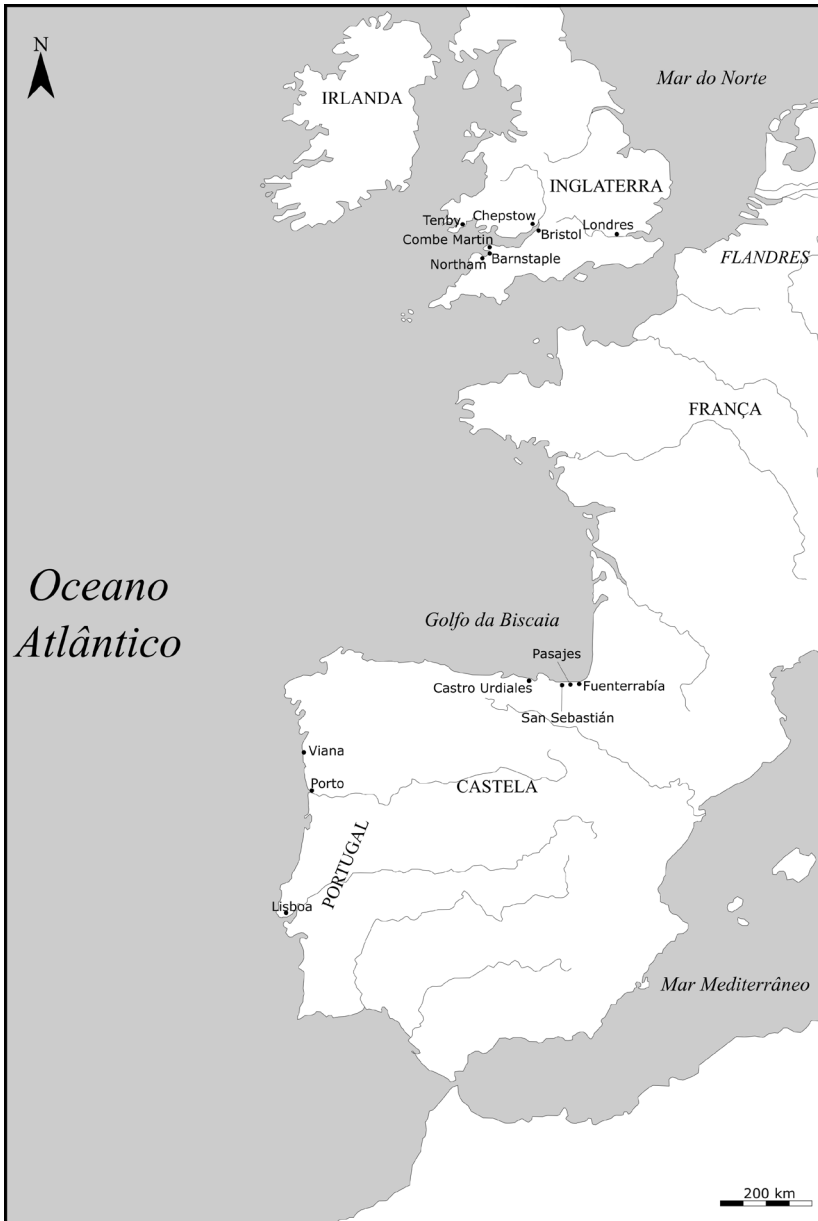 N
Mar do Norte
IRLANDA
INGLATERRA
Tenby
Chepstow
Londres
Bristol
Combe Martin
Barnstaple
Northam
FLANDRES
FRANÇA
Oceano
Atlântico
Golfo da Biscaia
Pasajes
Castro Urdiales
Fuenterrabía
San Sebastián
Viana
Porto
CASTELA
PORTUGAL
Lisboa
Mar Mediterrâneo
200 km